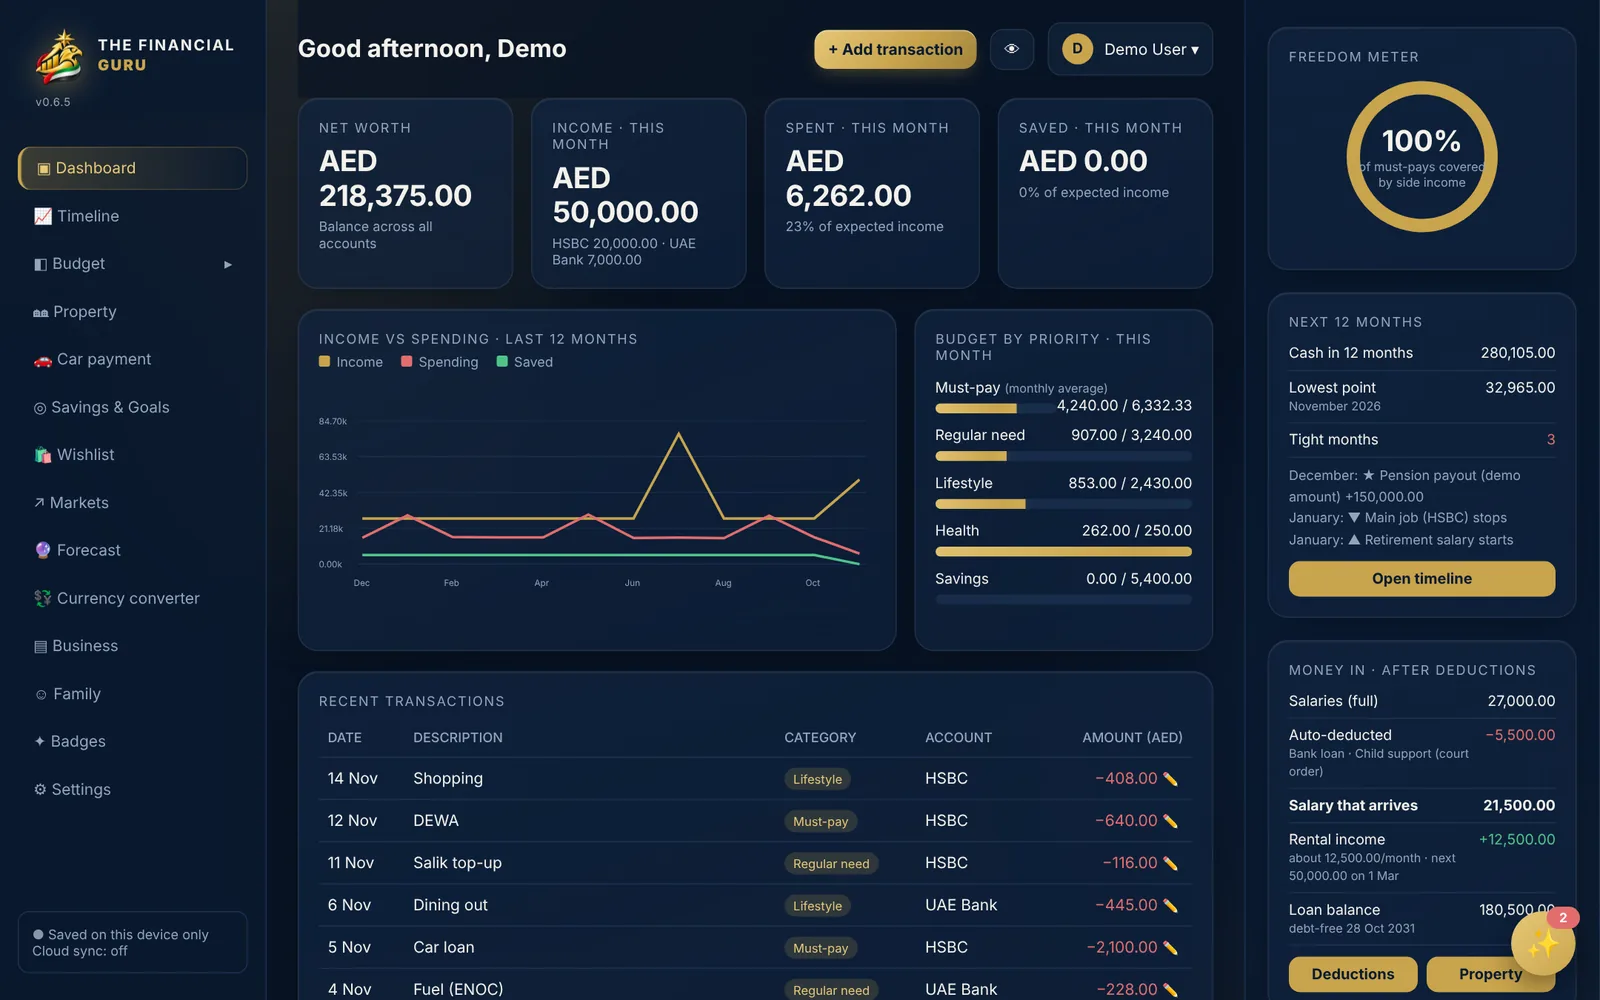 THE FINANCIAL
GURU
v0.6.5
Dashboard
Timeline
Budget
Property
Car payment
Savings & Goals
Wishlist
Markets
Forecast
Currency converter
Business
Family
Badges
Settings
Saved on this device only
Cloud sync: off
Good afternoon, Demo
+ Add transaction
D
Demo User ▾
NET WORTH
AED
218,375.00
Balance across all
accounts
INCOME · THIS
MONTH
AED
50,000.00
HSBC 20,000.00 · UAE
Bank 7,000.00
SPENT · THIS MONTH
AED
6,262.00
23% of expected income
SAVED · THIS MONTH
AED 0.00
0% of expected income
INCOME VS SPENDING · LAST 12 MONTHS
Income Spending Saved
84.70k
63.53k
42.35k
21.18k
0.00k
Dec Feb Apr Jun Aug Oct
BUDGET BY PRIORITY · THIS
MONTH
Must-pay (monthly average)
4,240.00 / 6,332.33
Regular need 907.00 / 3,240.00
Lifestyle 853.00 / 2,430.00
Health 262.00 / 250.00
Savings 0.00 / 5,400.00
RECENT TRANSACTIONS
DATE DESCRIPTION CATEGORY ACCOUNT AMOUNT (AED)
14 Nov Shopping Lifestyle HSBC −408.00
12 Nov DEWA Must-pay HSBC −640.00
11 Nov Salik top-up Regular need HSBC −116.00
6 Nov Dining out Lifestyle UAE Bank −445.00
5 Nov Car loan Must-pay HSBC −2,100.00
4 Nov Fuel (ENOC) Regular need UAE Bank −228.00
FREEDOM METER
100%
of must-pays covered
by side income
NEXT 12 MONTHS
Cash in 12 months 280,105.00
Lowest point 32,965.00
November 2026
Tight months 3
December: ★ Pension payout (demo
amount) +150,000.00
January: ▼ Main job (HSBC) stops
January: ▲ Retirement salary starts
Open timeline
MONEY IN · AFTER DEDUCTIONS
Salaries (full) 27,000.00
Auto-deducted −5,500.00
Bank loan · Child support (court
order)
Salary that arrives 21,500.00
Rental income +12,500.00
about 12,500.00/month · next
50,000.00 on 1 Mar
Loan balance 180,500.00
debt-free 28 Oct 2031
2
Deductions Property